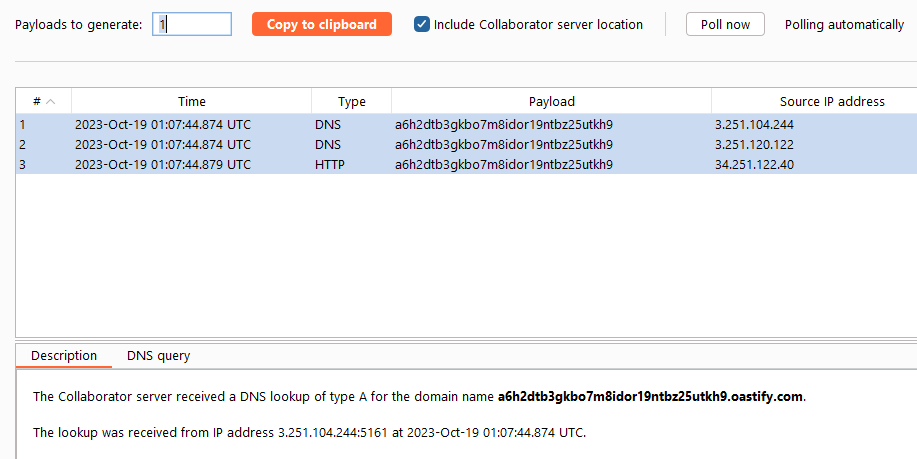 Payloads to generate: 1 Copy to clipboard Include Collaborator server location Poll now Polling automatically
# Time Type Payload Source IP address
1 2023-Oct-19 01:07:44.874 UTC DNS a6h2dtb3gkbo7m8idor19ntbz25utkh9 3.251.104.244
2 2023-Oct-19 01:07:44.874 UTC DNS a6h2dtb3gkbo7m8idor19ntbz25utkh9 3.251.120.122
3 2023-Oct-19 01:07:44.879 UTC HTTP a6h2dtb3gkbo7m8idor19ntbz25utkh9 34.251.122.40
Description DNS query
The Collaborator server received a DNS lookup of type A for the domain name a6h2dtb3gkbo7m8idor19ntbz25utkh9.oastify.com.
The lookup was received from IP address 3.251.104.244:5161 at 2023-Oct-19 01:07:44.874 UTC.